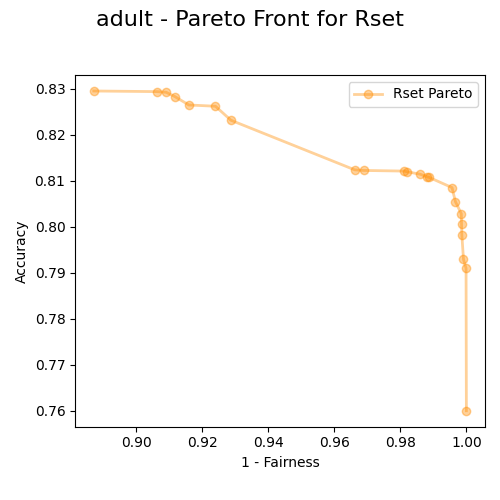 adult - Pareto Front for Rset
Rset Pareto
0.83
0.82
0.81
0.80
0.79
0.78
0.77
0.76
Accuracy
0.90 0.92 0.94 0.96 0.98 1.00
1 - Fairness